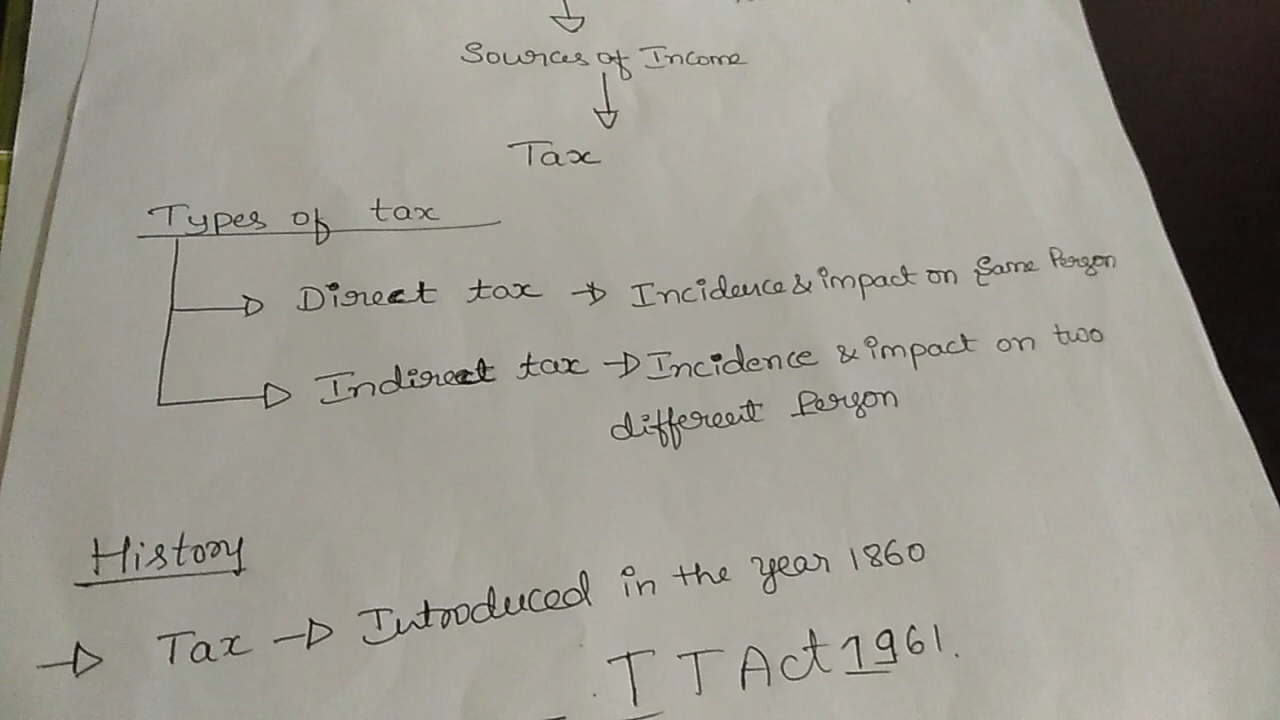 Sources of Income
Tax
Types of tax
Direct tax → Incidence & impact on Same Person
Indirect tax → Incidence & impact on two
different Person
History
→ Tax → Introduced in the year 1860
I T Act 1961.